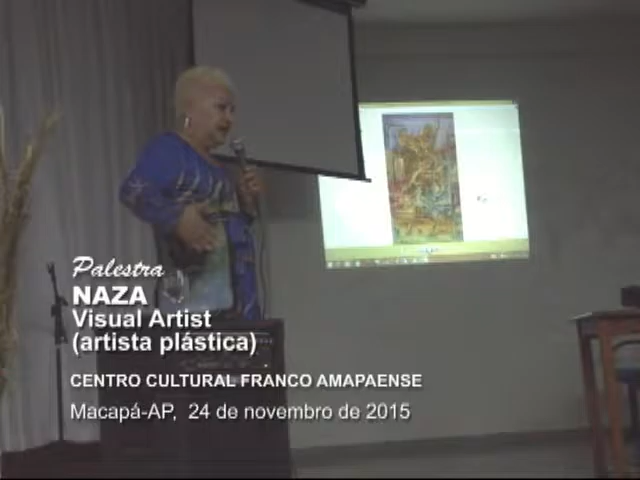 Palestra
NAZA
Visual Artist
(artista plástica)
CENTRO CULTURAL FRANCO AMAPAENSE
Macapá-AP, 24 de novembro de 2015